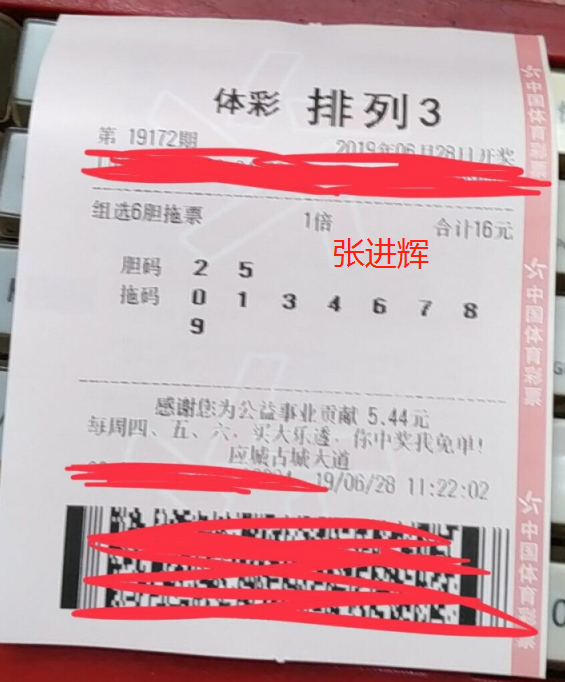 体彩 排列3
第 19172期 2019年06月28日开奖
组选6胆拖票 1倍 合计16元
张进辉
胆码 2 5
拖码 0 1 3 4 6 7 8
9
感谢您为公益事业贡献 5.44元
每周四、五、六，买大乐透，你中奖我免单!
应城古城大道
19/06/28 11:22:02
中国体育彩票
中国体育彩票
中国体育彩票